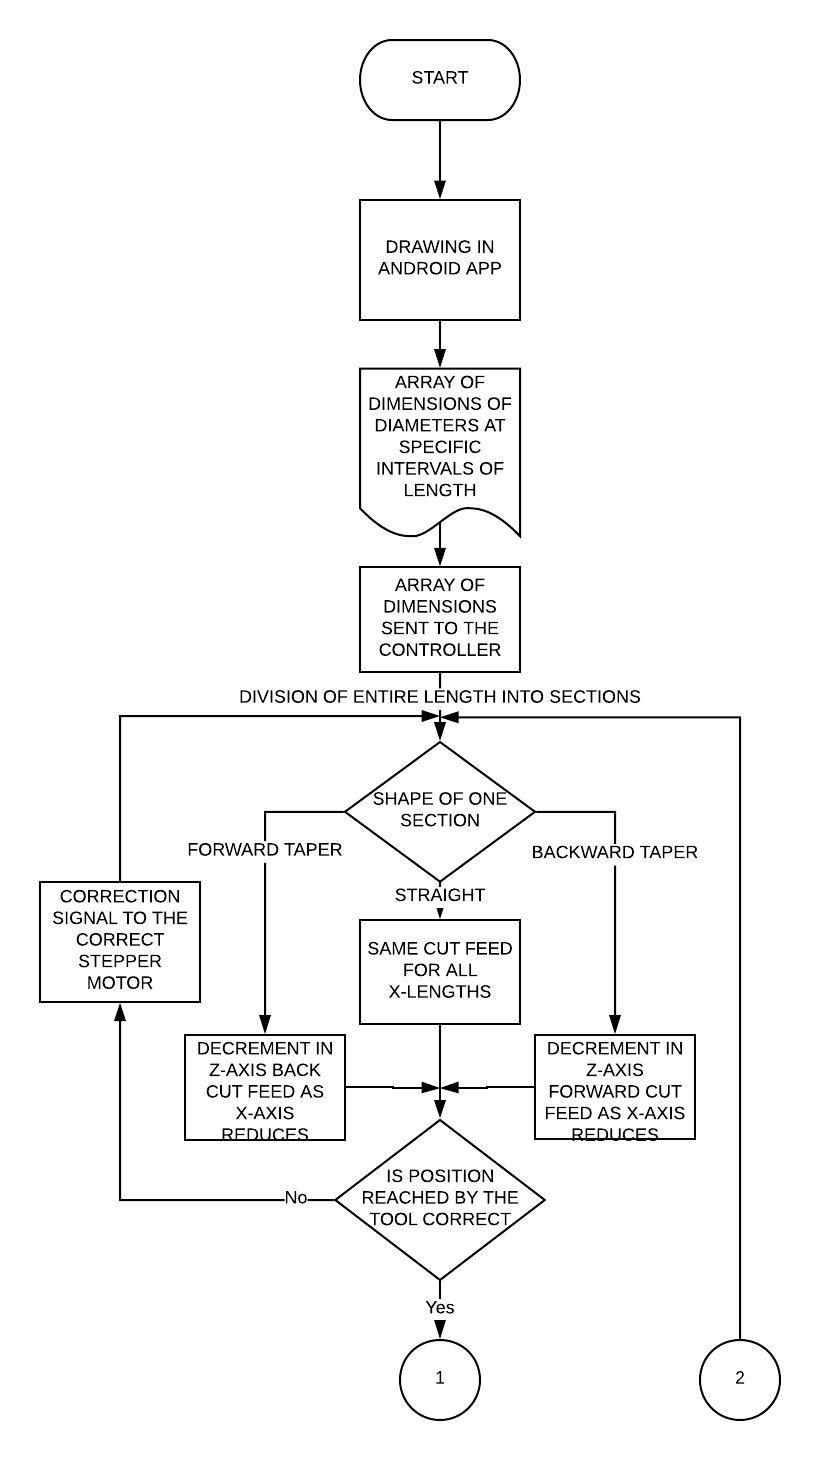 START
DRAWING IN
ANDROID APP
ARRAY OF
DIMENSIONS OF
DIAMETERS AT
SPECIFIC
INTERVALS OF
LENGTH
ARRAY OF
DIMENSIONS
SENT TO THE
CONTROLLER
DIVISION OF ENTIRE LENGTH INTO SECTIONS
SHAPE OF ONE
SECTION
FORWARD TAPER
BACKWARD TAPER
STRAIGHT
CORRECTION
SIGNAL TO THE
CORRECT
STEPPER
MOTOR
SAME CUT FEED
FOR ALL
X-LENGTHS
DECREMENT IN
Z-AXIS BACK
CUT FEED AS
X-AXIS
REDUCES
DECREMENT IN
Z-AXIS
FORWARD CUT
FEED AS X-AXIS
REDUCES
IS POSITION
REACHED BY THE
TOOL CORRECT
No
Yes
1
2